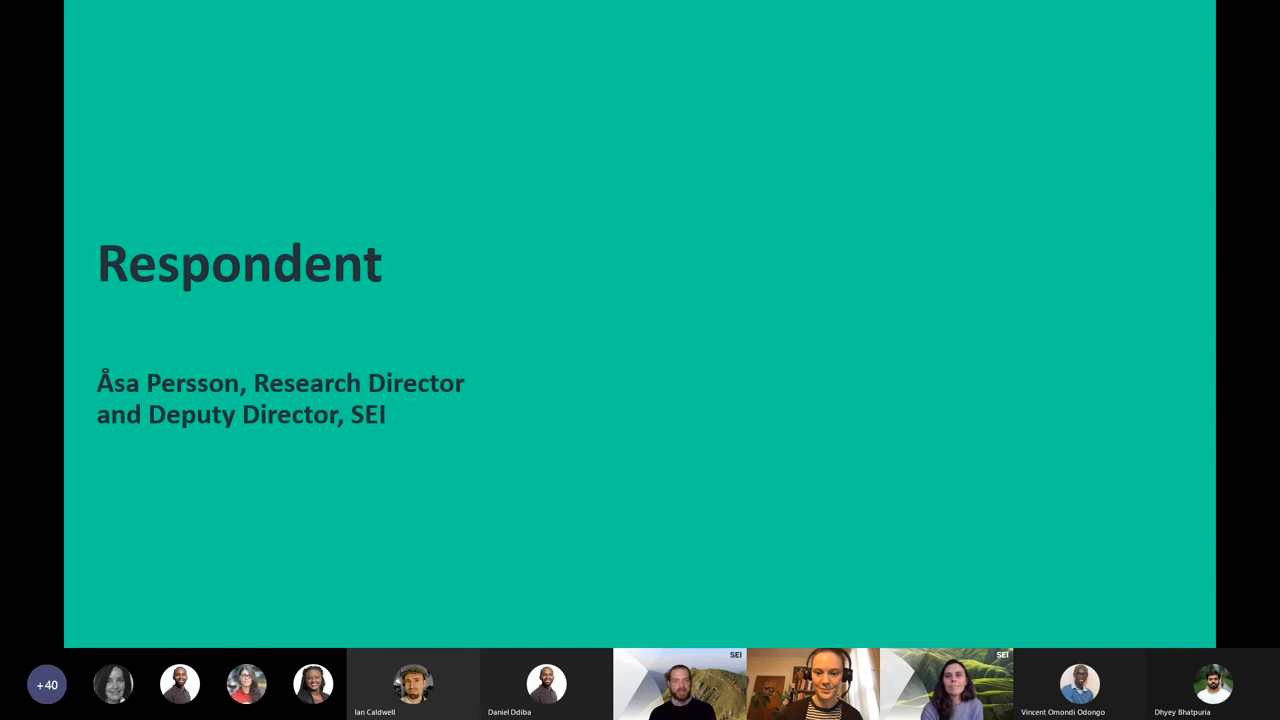 Respondent
Åsa Persson, Research Director
and Deputy Director, SEI
+40
Ian Caldwell
Daniel Ddiba
SEI
SEI
Vincent Omondi Odongo
Dhyey Bhatpuria